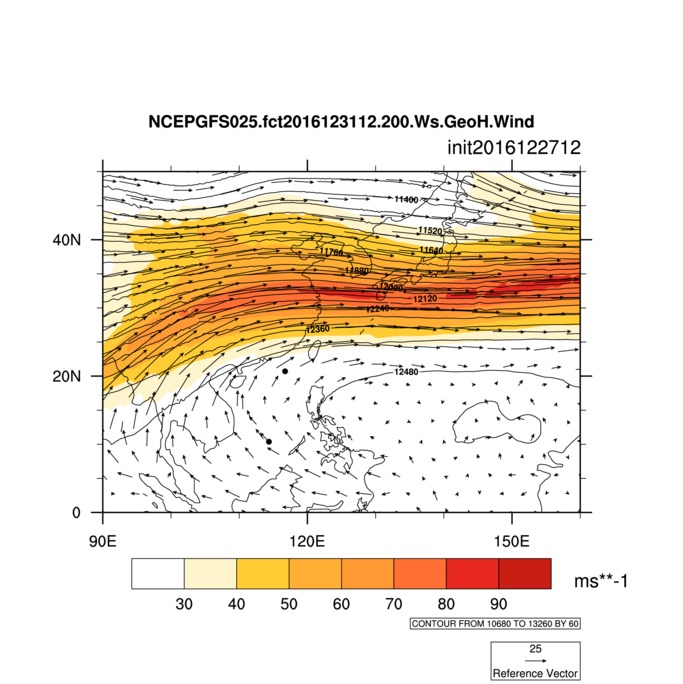 NCEPGFS025.fct2016123112.200.Ws.GeoH.Wind
init2016122712
11400
11520
40N
11640
11760
11880
12000
12120
12240
12360
20N
12480
0
90E 120E 150E
ms**-1
30 40 50 60 70 80 90
CONTOUR FROM 10680 TO 13260 BY 60
25
Reference Vector